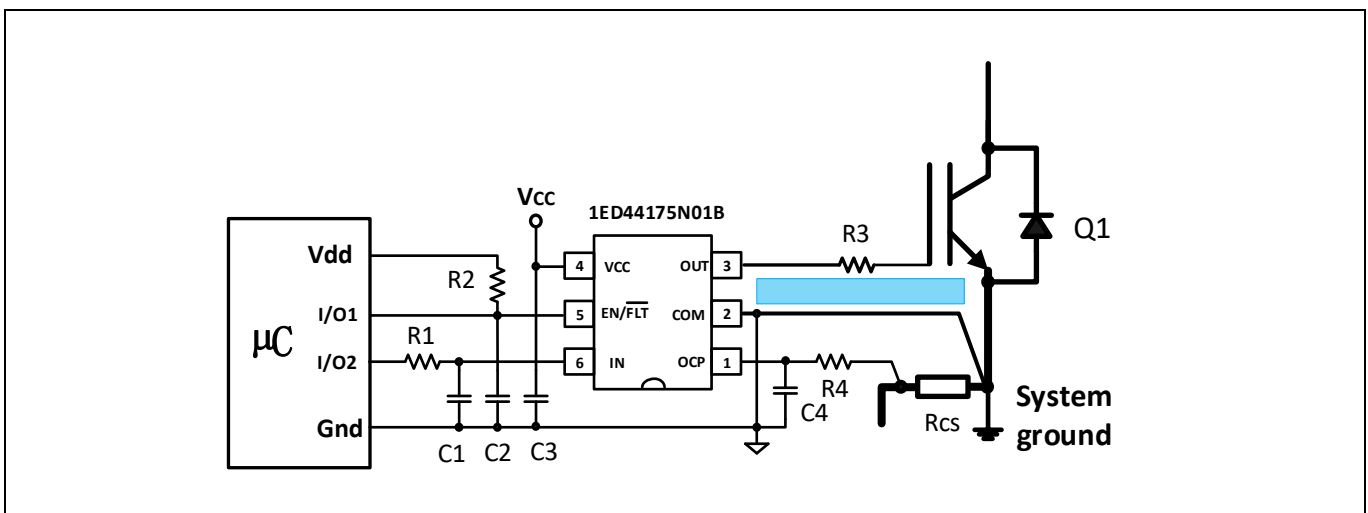 Vcc
1ED44175N01B
Vdd
R2
4 VCC
OUT 3
R3
Q1
I/O1
5 EN/FLT
COM 2
µC
R1
I/O2
6 IN
OCP 1
R4
C4
Rcs
System
ground
Gnd
C1 C2 C3